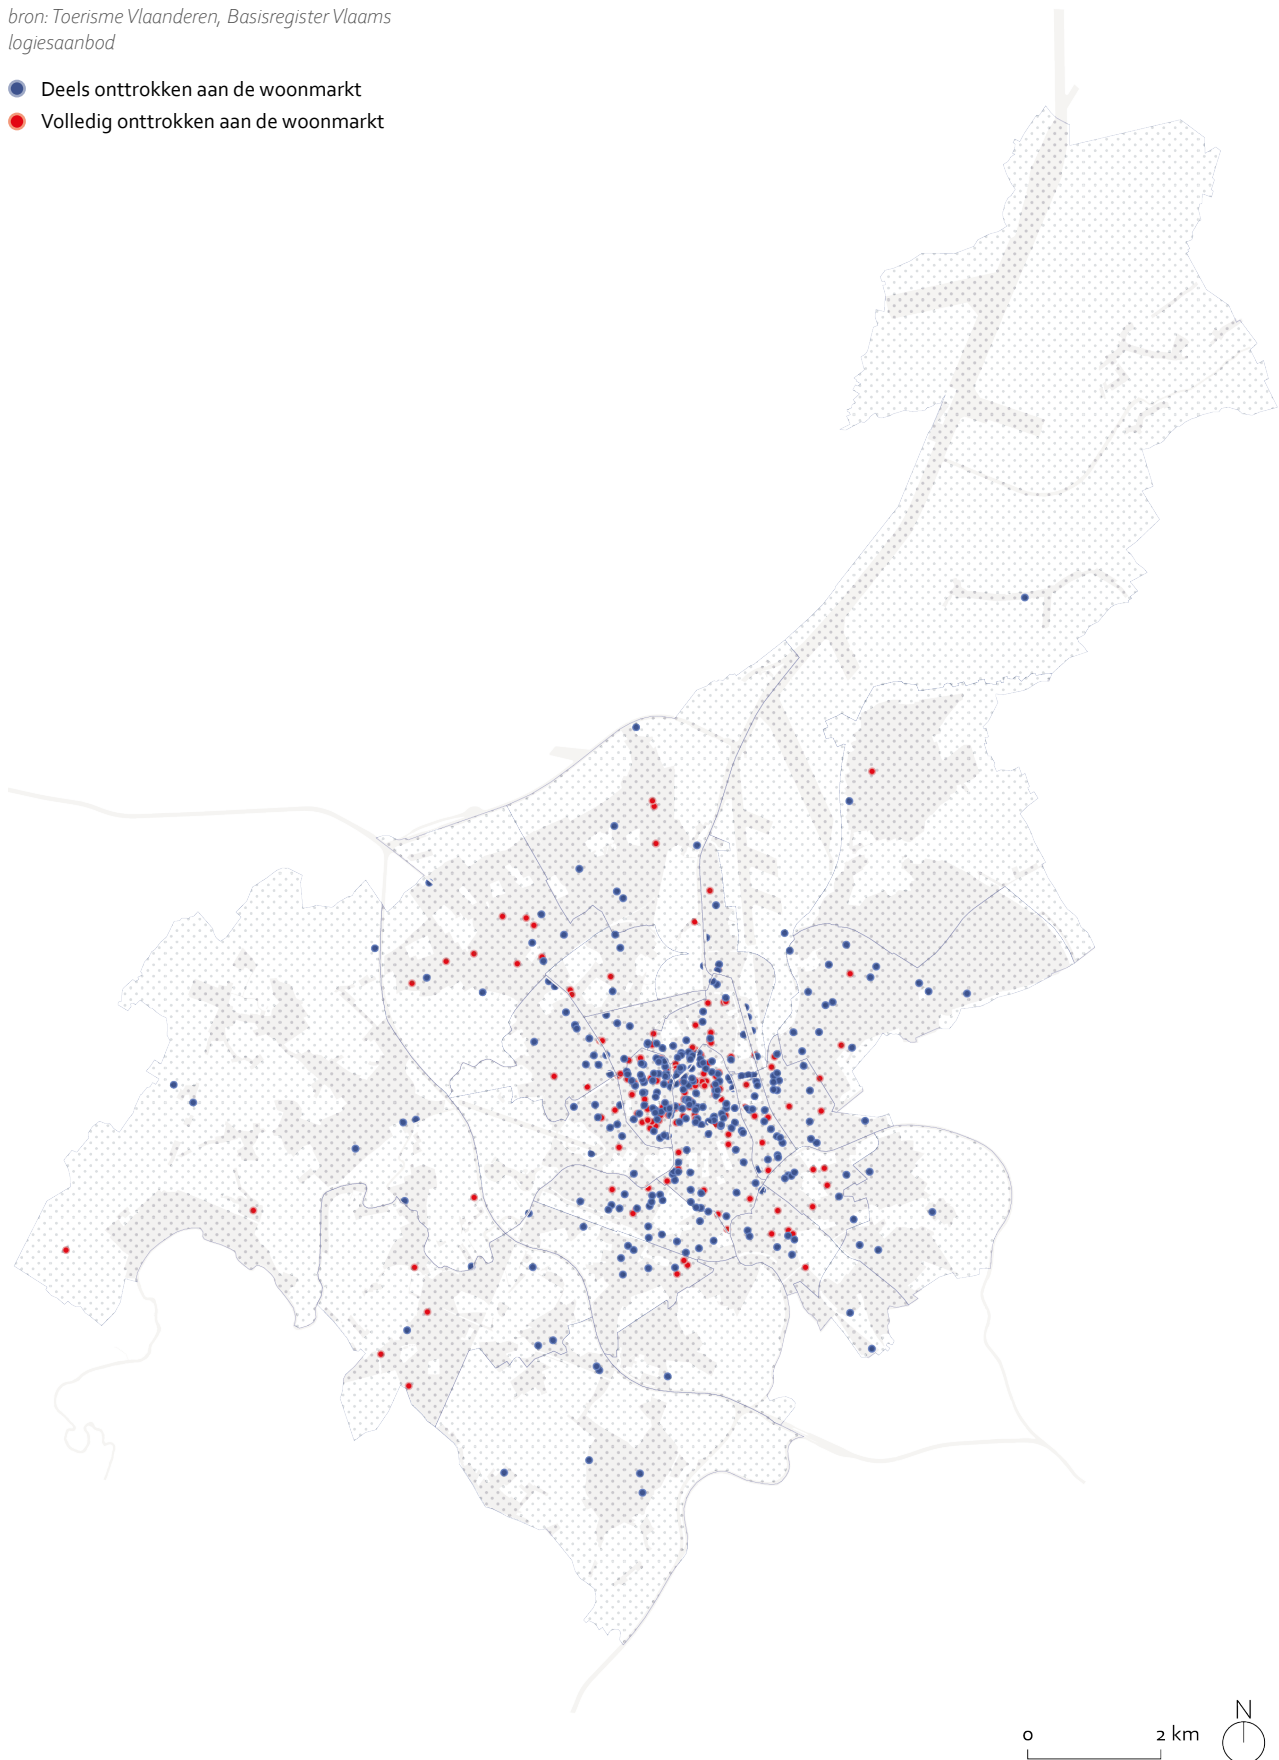 bron: Toerisme Vlaanderen, Basisregister Vlaams
logiesaanbod
Deels onttrokken aan de woonmarkt
Volledig onttrokken aan de woonmarkt
N
0 2 km